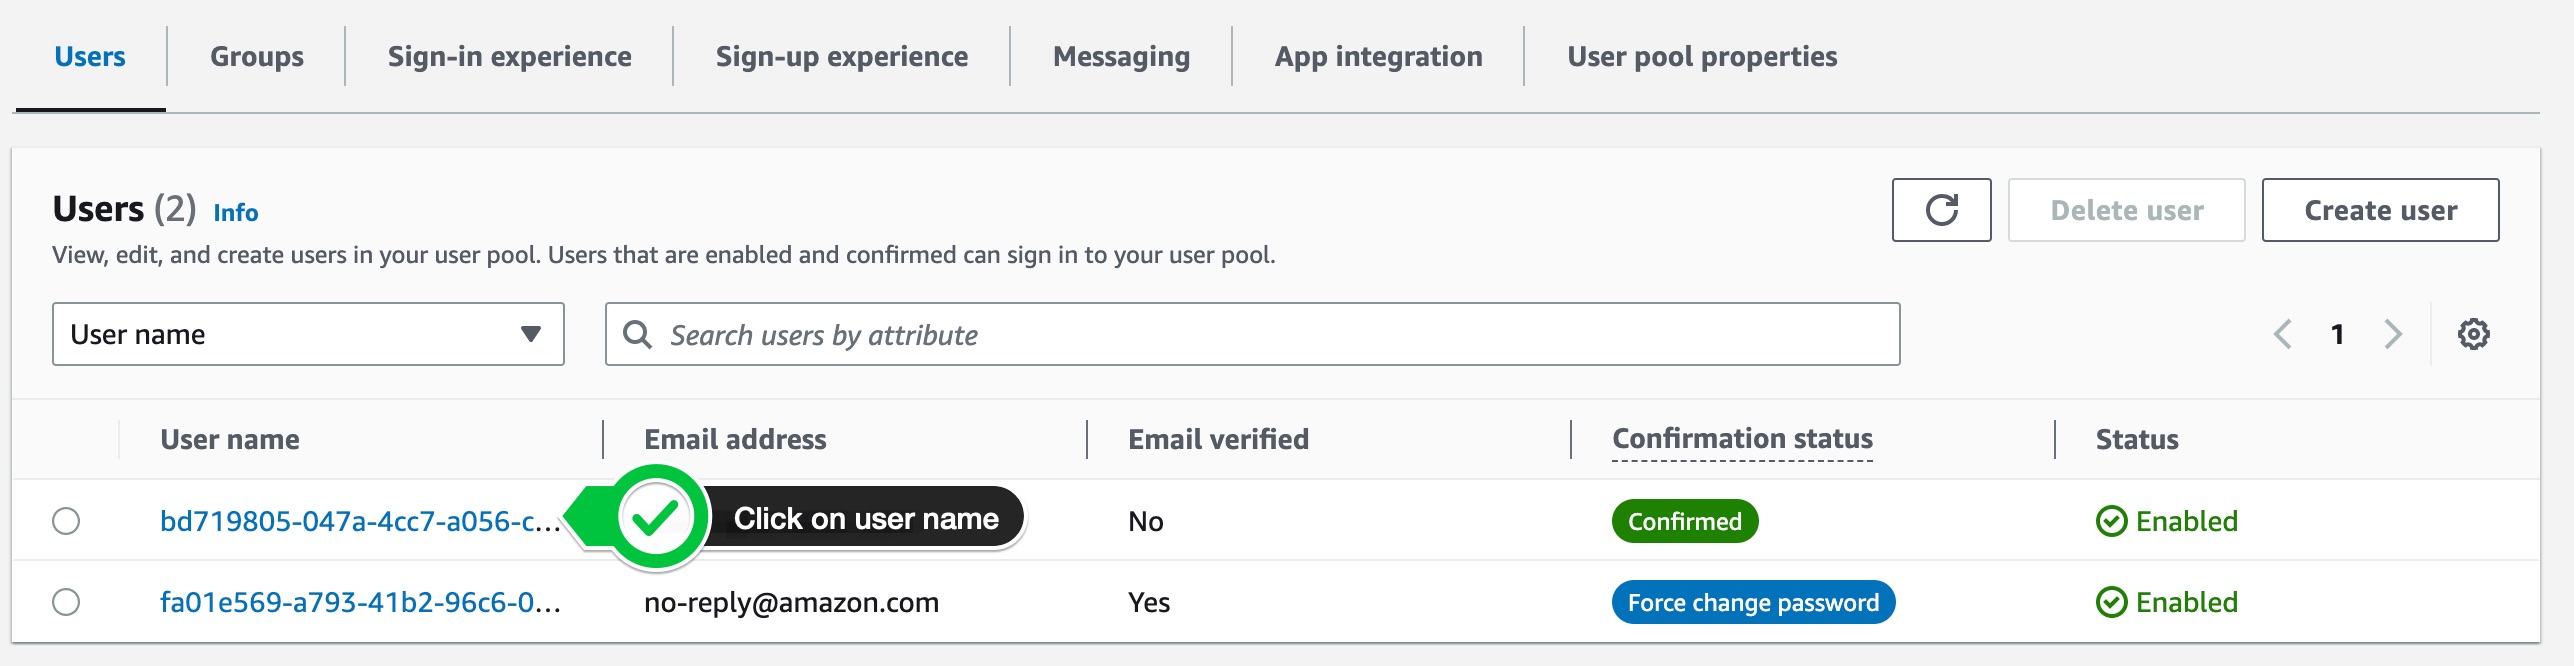 Users Groups Sign-in experience Sign-up experience Messaging App integration User pool properties
Users (2) Info
Delete user Create user
View, edit, and create users in your user pool. Users that are enabled and confirmed can sign in to your user pool.
User name Search users by attribute 1
User name Email address Email verified Confirmation status Status
bd719805-047a-4cc7-a056-c... Click on user name No Confirmed Enabled
fa01e569-a793-41b2-96c6-0... no-reply@amazon.com Yes Force change password Enabled